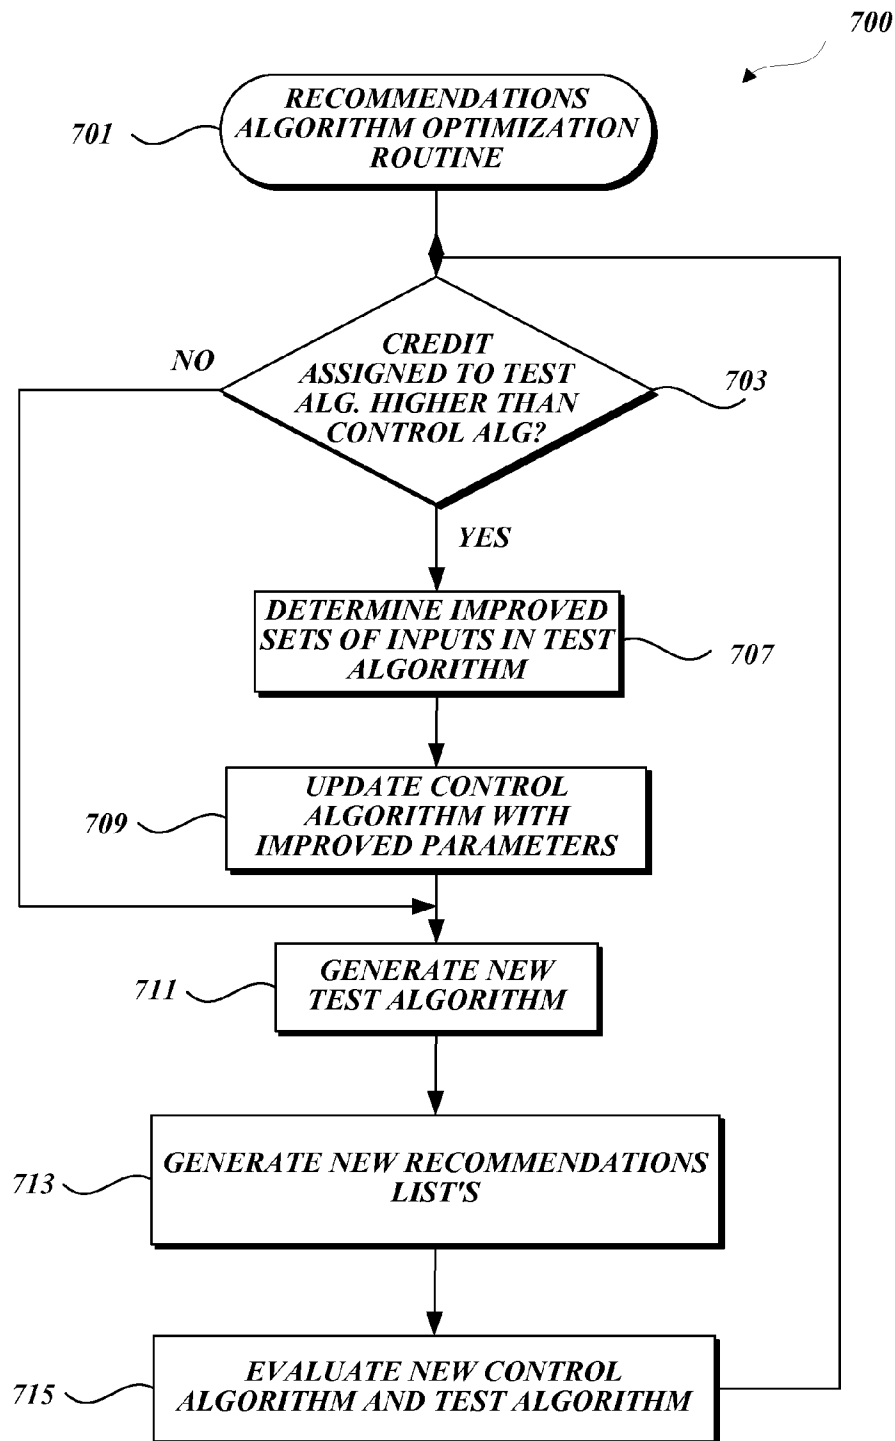 700
RECOMMENDATIONS
ALGORITHM OPTIMIZATION
ROUTINE
701
NO
CREDIT
ASSIGNED TO TEST
ALG. HIGHER THAN
CONTROL ALG?
703
YES
DETERMINE IMPROVED
SETS OF INPUTS IN TEST
ALGORITHM
707
UPDATE CONTROL
ALGORITHM WITH
IMPROVED PARAMETERS
709
GENERATE NEW
TEST ALGORITHM
711
GENERATE NEW RECOMMENDATIONS
LIST'S
713
EVALUATE NEW CONTROL
ALGORITHM AND TEST ALGORITHM
715